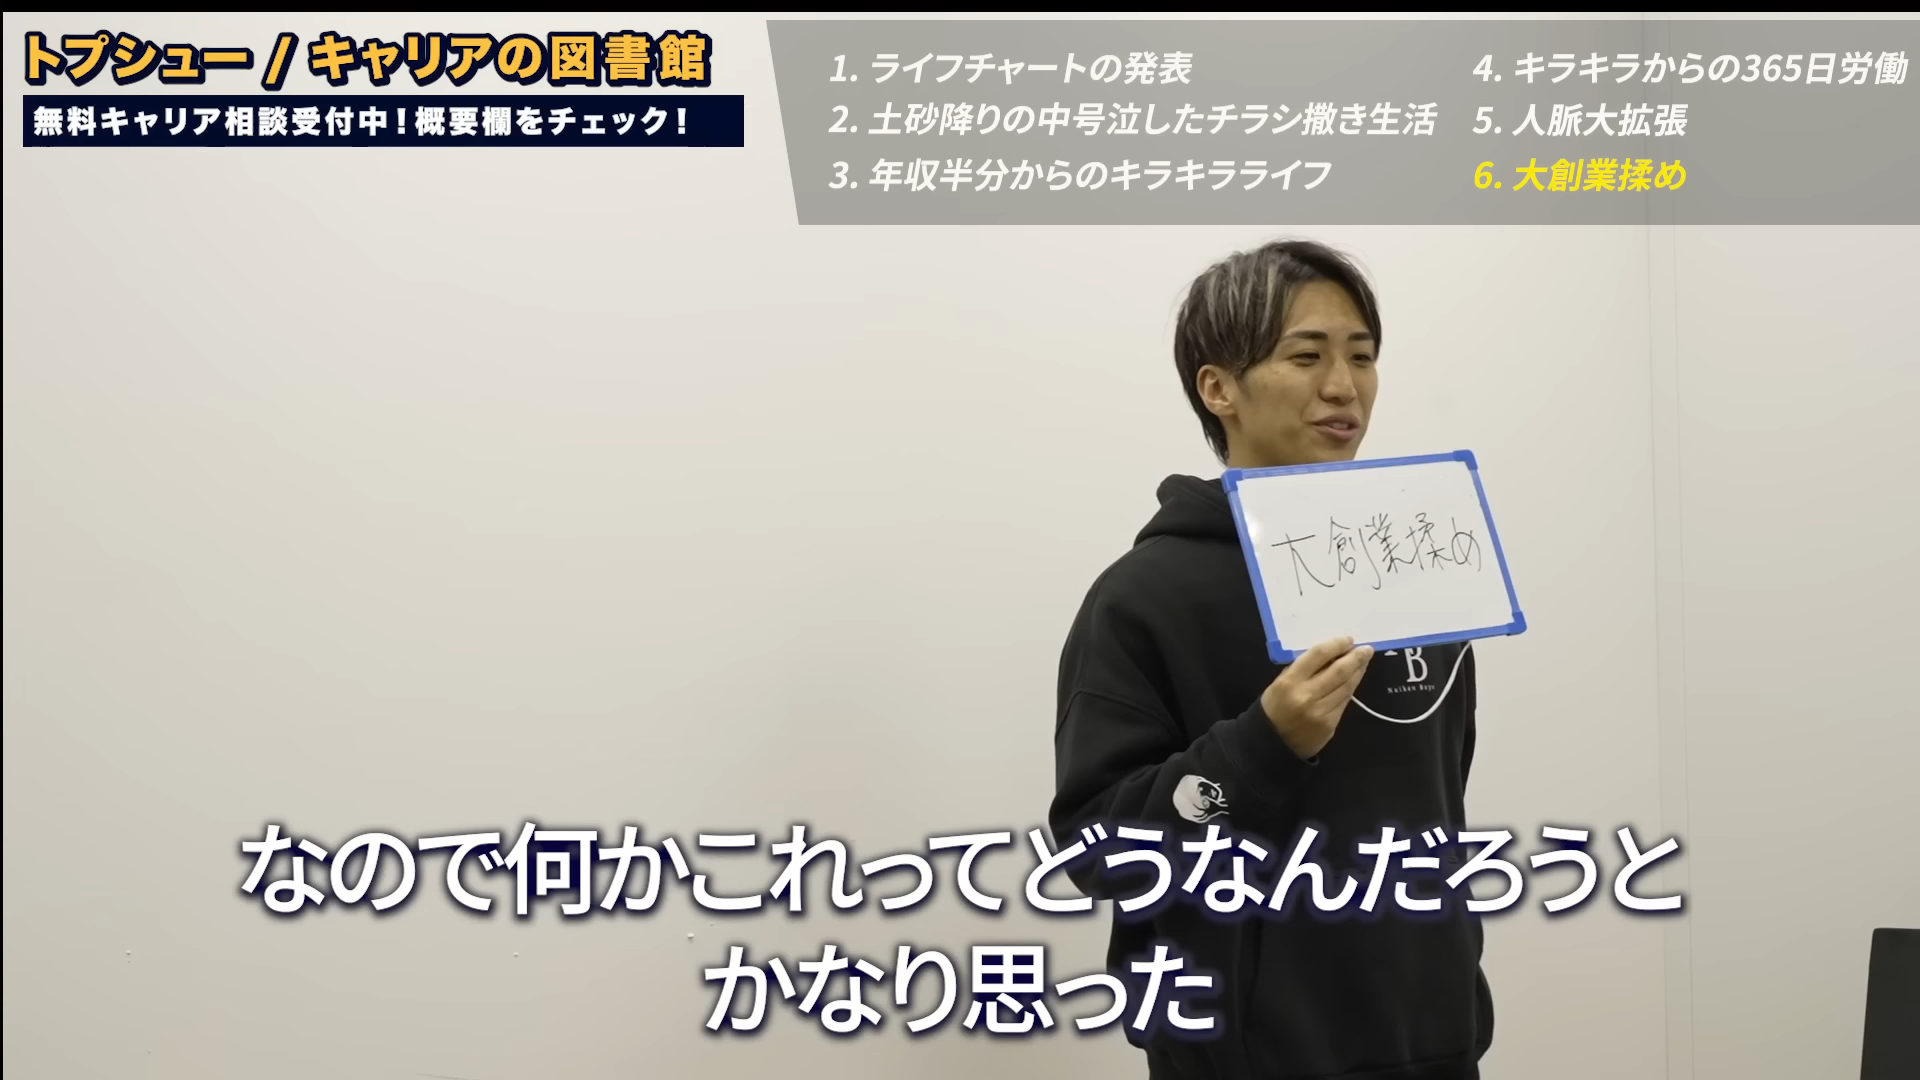 トプシュー / キャリアの図書館
無料キャリア相談受付中！概要欄をチェック！
1. ライフチャートの発表
2. 土砂降りの中号泣したチラシ撒き生活
3. 年収半分からのキラキラライフ
4. キラキラからの365日労働
5. 人脈大拡張
6. 大創業揉め
大創業揉め
B
Naiken Boys
なので何かこれってどうなんだろうと
かなり思った